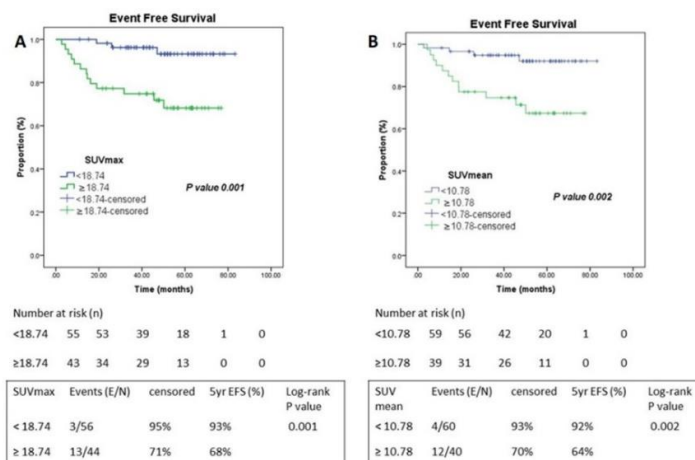 Event Free Survival
A
1.0
0.8
0.6
0.4
0.2
0.0
Proportion (%)
SUVmax
<18.74
≥18.74
<18.74-censored
≥18.74-censored
P value 0.001
.00 20.00 40.00 60.00 80.00 100.00
Time (months)
Number at risk (n)
<18.74 55 53 39 18 1 0
≥18.74 43 34 29 13 0 0
SUVmax Events (E/N) censored 5yr EFS (%) Log-rank
P value
< 18.74 3/56 95% 93% 0.001
≥ 18.74 13/44 71% 68%
Event Free Survival
B
1.0
0.8
0.6
0.4
0.2
0.0
Proportion (%)
SUVmean
<10.78
≥10.78
<10.78-censored
≥10.78-censored
P value 0.002
.00 20.00 40.00 60.00 80.00 100.00
Time (months)
Number at risk (n)
<10.78 59 56 42 20 1 0
≥10.78 39 31 26 11 0 0
SUV Events (E/N) censored 5yr EFS (%) Log-rank
mean P value
< 10.78 4/60 93% 92% 0.002
≥ 10.78 12/40 70% 64%